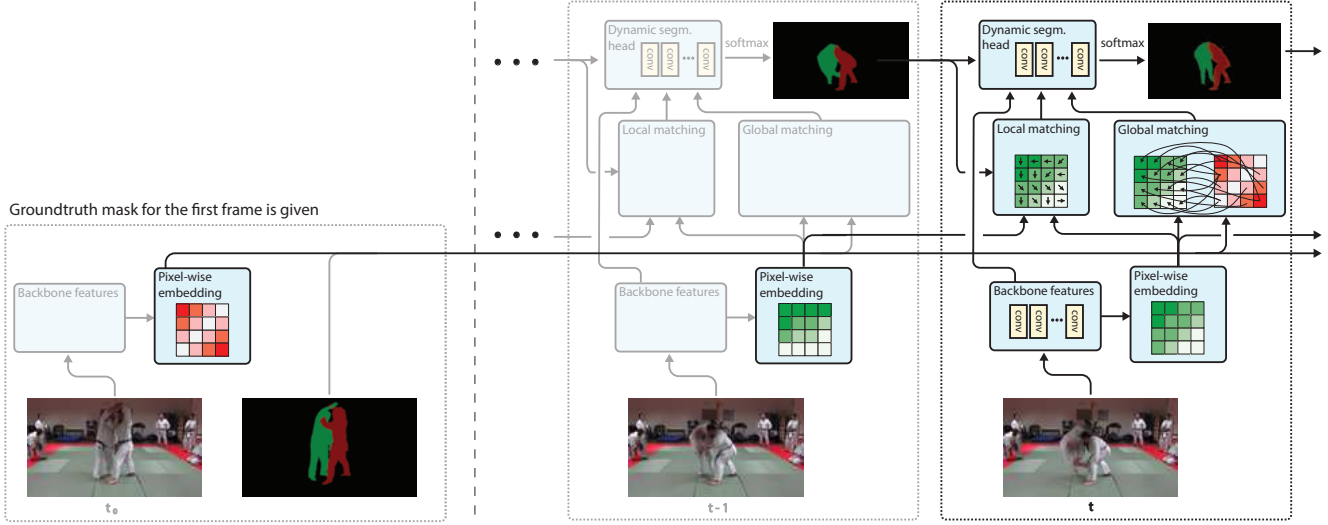 Dynamic segm.
head
conv
conv
conv
softmax
Local matching
Global matching
Dynamic segm.
head
conv
conv
conv
softmax
Local matching
Global matching
Groundtruth mask for the first frame is given
Backbone features
Pixel-wise
embedding
Backbone features
Pixel-wise
embedding
Backbone features
conv
conv
conv
Pixel-wise
embedding
t₀
t-1
t